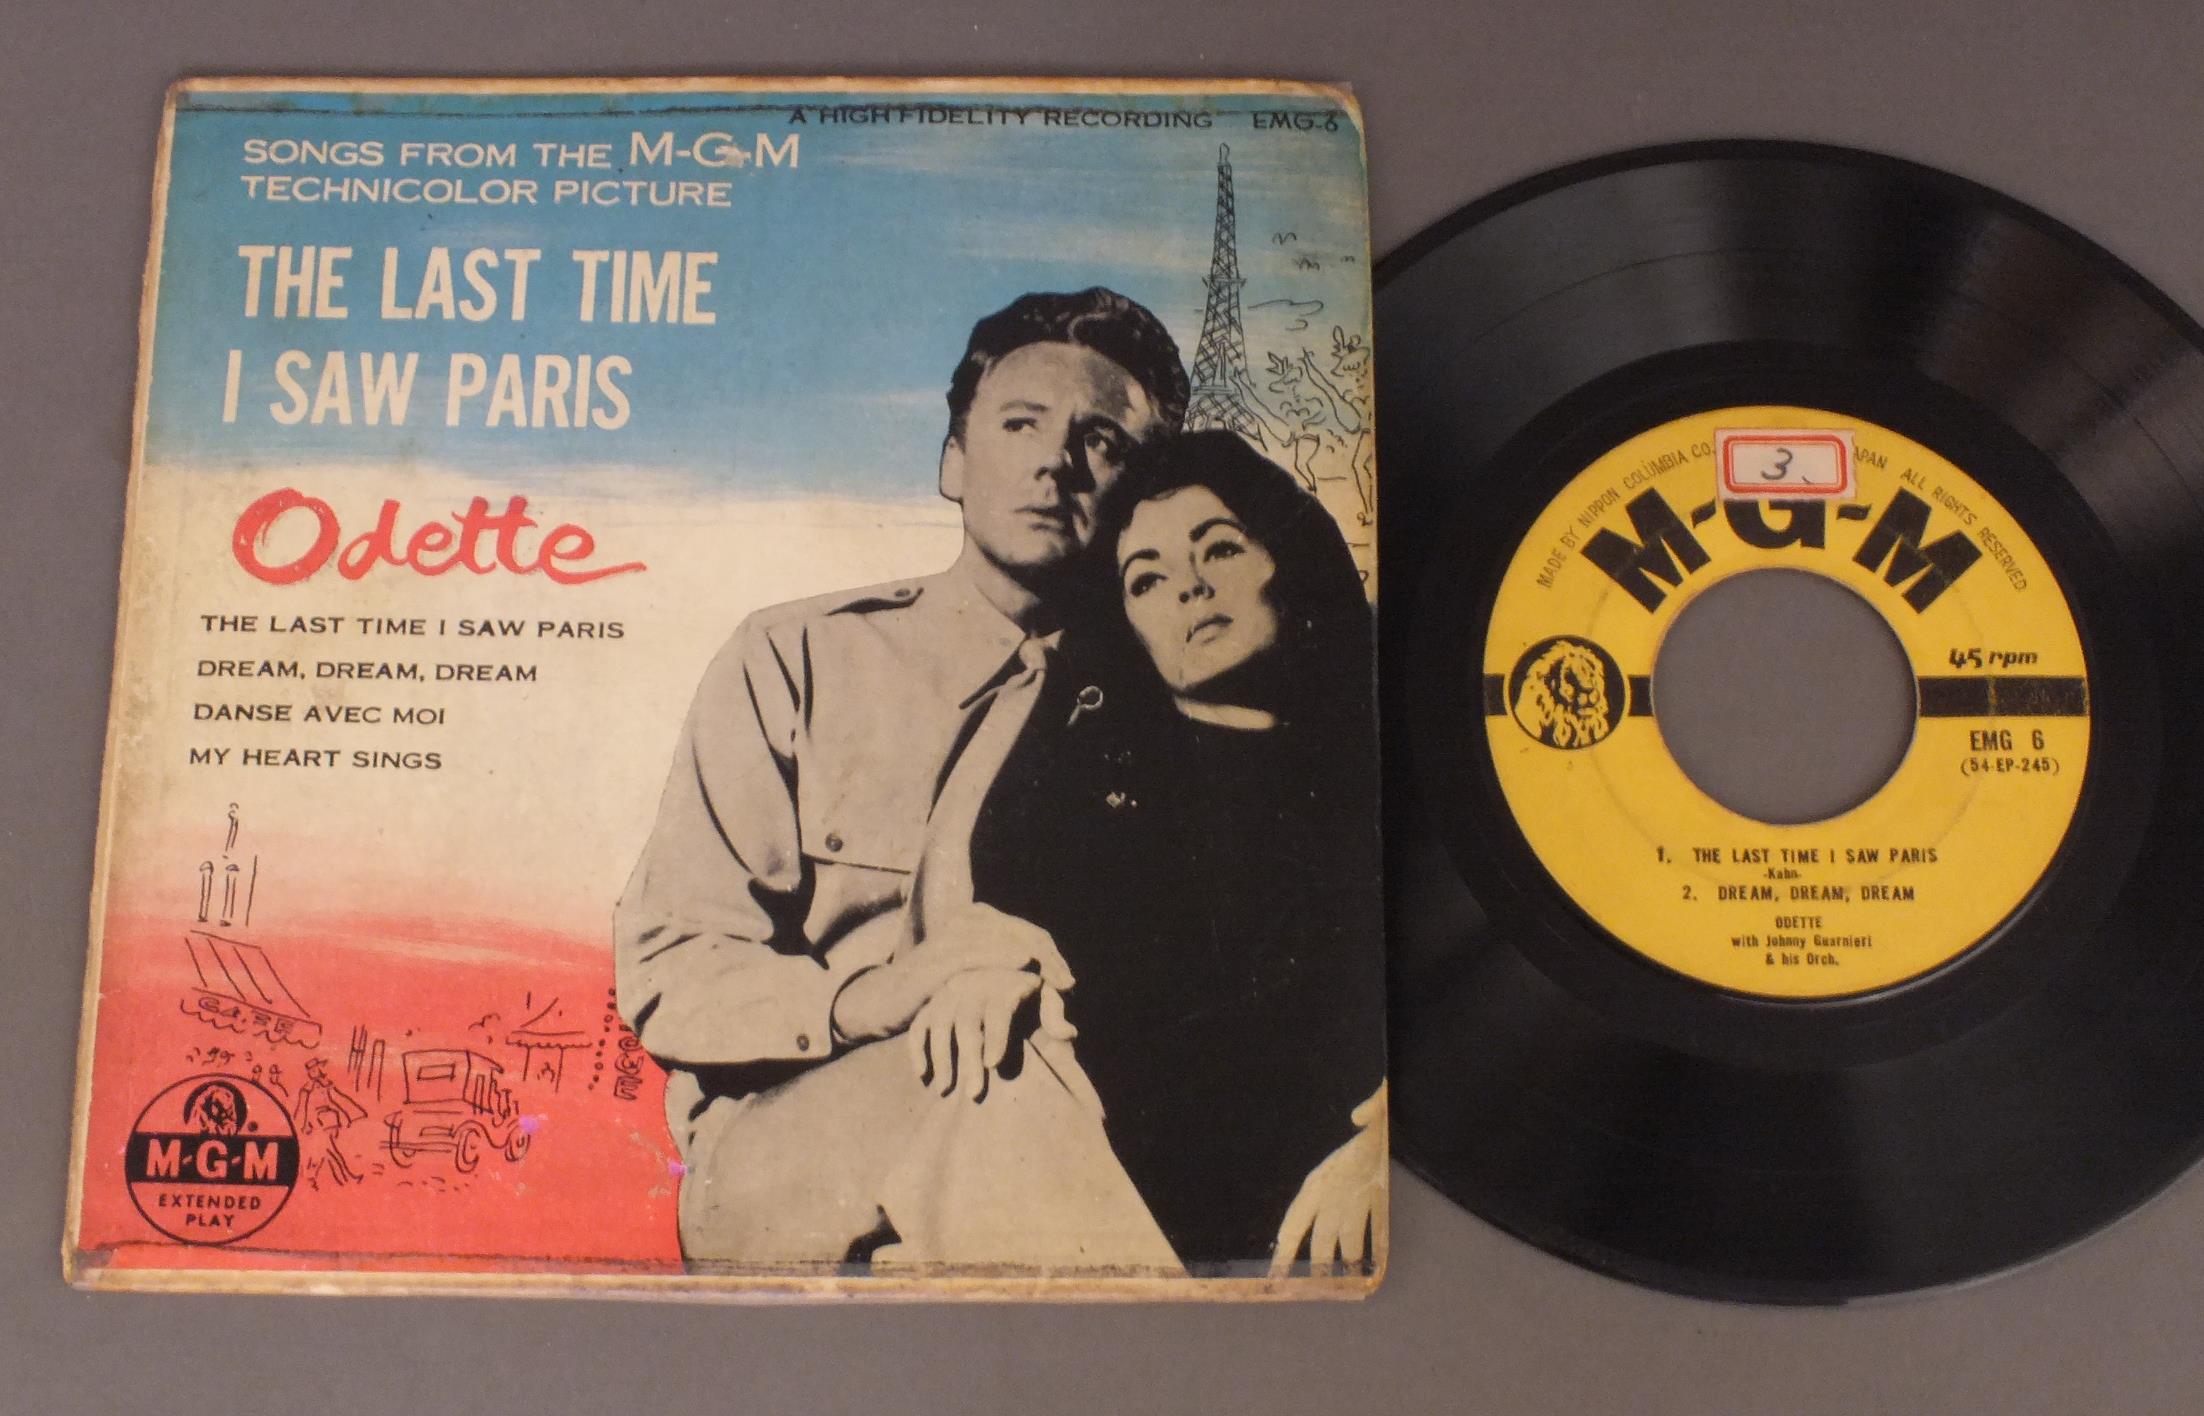 A HIGH FIDELITY RECORDING EMG-6
SONGS FROM THE M-G-M
TECHNICOLOR PICTURE
THE LAST TIME
I SAW PARIS
Odette
THE LAST TIME I SAW PARIS
DREAM, DREAM, DREAM
DANSE AVEC MOI
MY HEART SINGS
CAFE
M-G-M
EXTENDED
PLAY
MADE BY NIPPON COLUMBIA CO. APAN ALL RIGHTS RESERVED.
3.
M-G-M
45 rpm
EMG 6
(54-EP-245)
1. THE LAST TIME I SAW PARIS
-Kahn-
2. DREAM, DREAM, DREAM
ODETTE
with Johnny Guarnieri
& his Orch.